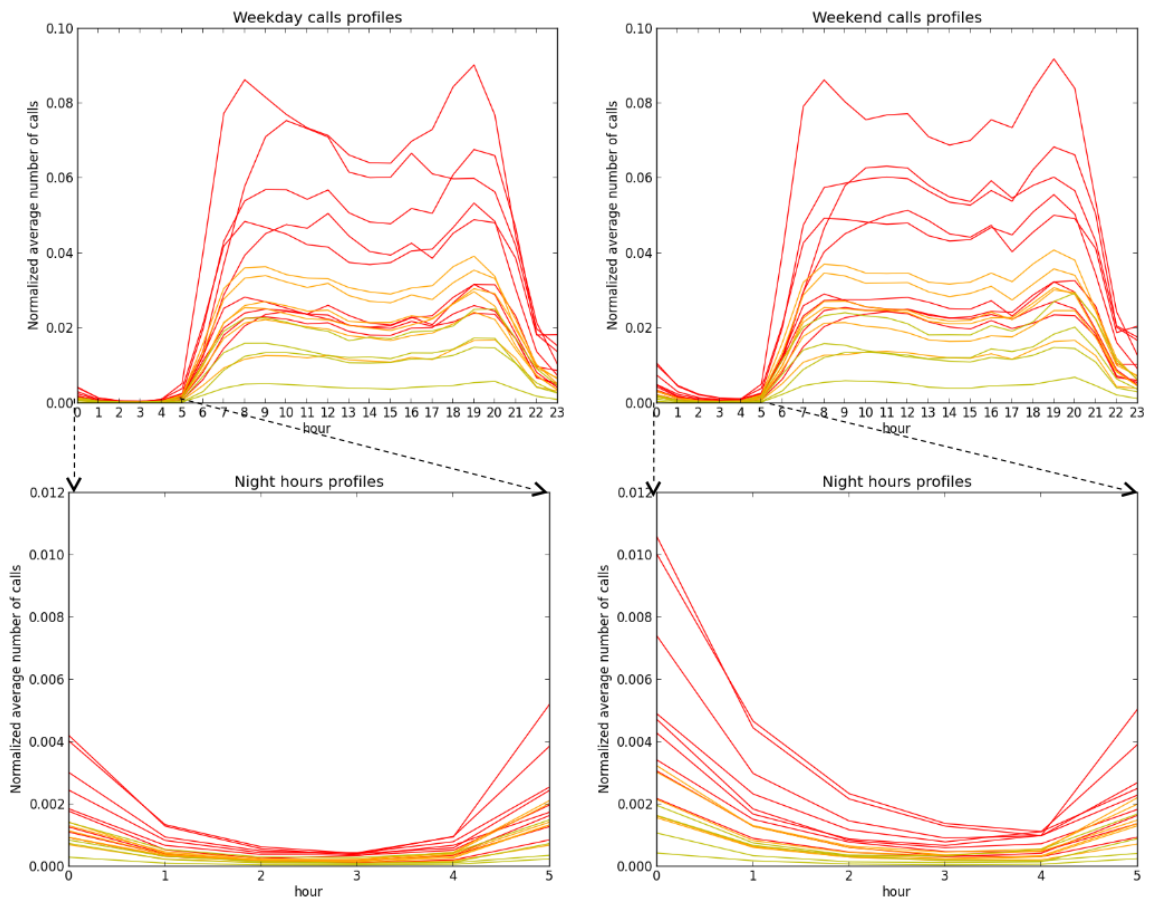 Weekday calls profiles
Normalized average number of calls
0.10
0.08
0.06
0.04
0.02
0.00
0 1 2 3 4 5 6 7 8 9 10 11 12 13 14 15 16 17 18 19 20 21 22 23
hour
Weekend calls profiles
Normalized average number of calls
0.10
0.08
0.06
0.04
0.02
0.00
0 1 2 3 4 5 6 7 8 9 10 11 12 13 14 15 16 17 18 19 20 21 22 23
hour
Night hours profiles
Normalized average number of calls
0.012
0.010
0.008
0.006
0.004
0.002
0.000
0 1 2 3 4 5
hour
Night hours profiles
Normalized average number of calls
0.012
0.010
0.008
0.006
0.004
0.002
0.000
0 1 2 3 4 5
hour